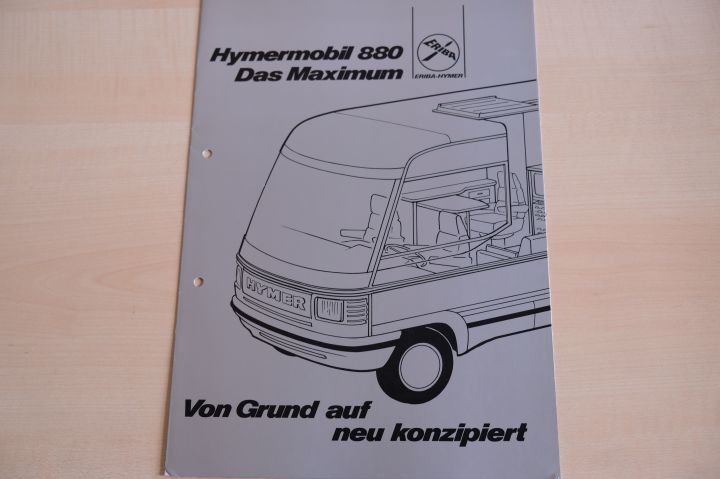 Hymermobil 880
Das Maximum
ERIBA
ERIBA-HYMER
HYMER
Von Grund auf
neu konzipiert